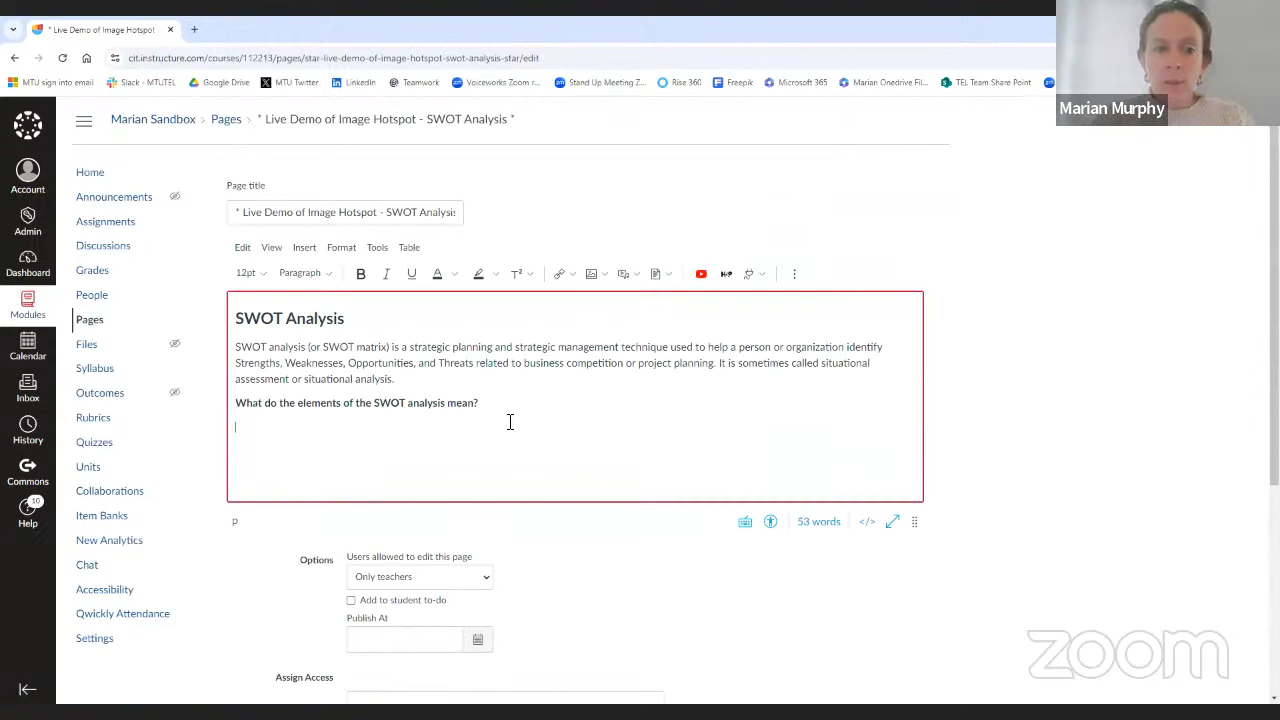 * Live Demo of Image Hotspot
cit.instructure.com/courses/112213/pages/star-live-demo-of-image-hotspot-swot-analysis-star/edit
MTU sign into email
Slack - MTUTEL
Google Drive
MTU Twitter
LinkedIn
Teamwork
Voiceworks Zoom r...
Stand Up Meeting Z...
Rise 360
Freepik
Microsoft 365
Marian Onedrive Fil...
TEL Team Share Point
Marian Murphy
Marian Sandbox > Pages > * Live Demo of Image Hotspot - SWOT Analysis *
Account
Admin
Dashboard
Modules
Calendar
Inbox
History
Commons
10
Help
Home
Announcements
Assignments
Discussions
Grades
People
Pages
Files
Syllabus
Outcomes
Rubrics
Quizzes
Units
Collaborations
Item Banks
New Analytics
Chat
Accessibility
Qwickly Attendance
Settings
Page title
* Live Demo of Image Hotspot - SWOT Analysis
Edit View Insert Format Tools Table
12pt Paragraph B I U A T² H-P
SWOT Analysis
SWOT analysis (or SWOT matrix) is a strategic planning and strategic management technique used to help a person or organization identify
Strengths, Weaknesses, Opportunities, and Threats related to business competition or project planning. It is sometimes called situational
assessment or situational analysis.
What do the elements of the SWOT analysis mean?
p
53 words </>
Options
Users allowed to edit this page
Only teachers
Add to student to-do
Publish At
Assign Access
zoom